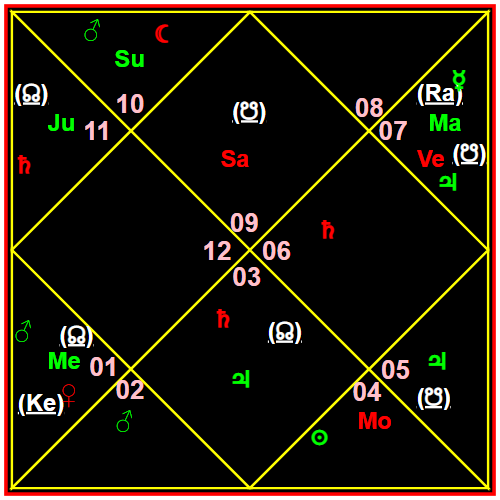 ♂ ☾
Su
10
(☊)
Ju
11
♄
(☋)
Sa
09
08
(Ra) ☿
Ma
07
Ve (☋)
♃
12
06
♄
03
♄ (☊)
♃
♂
(☊)
Me
01
(Ke) ♀
02
♂
♃
05
(☋)
04
Mo
☉